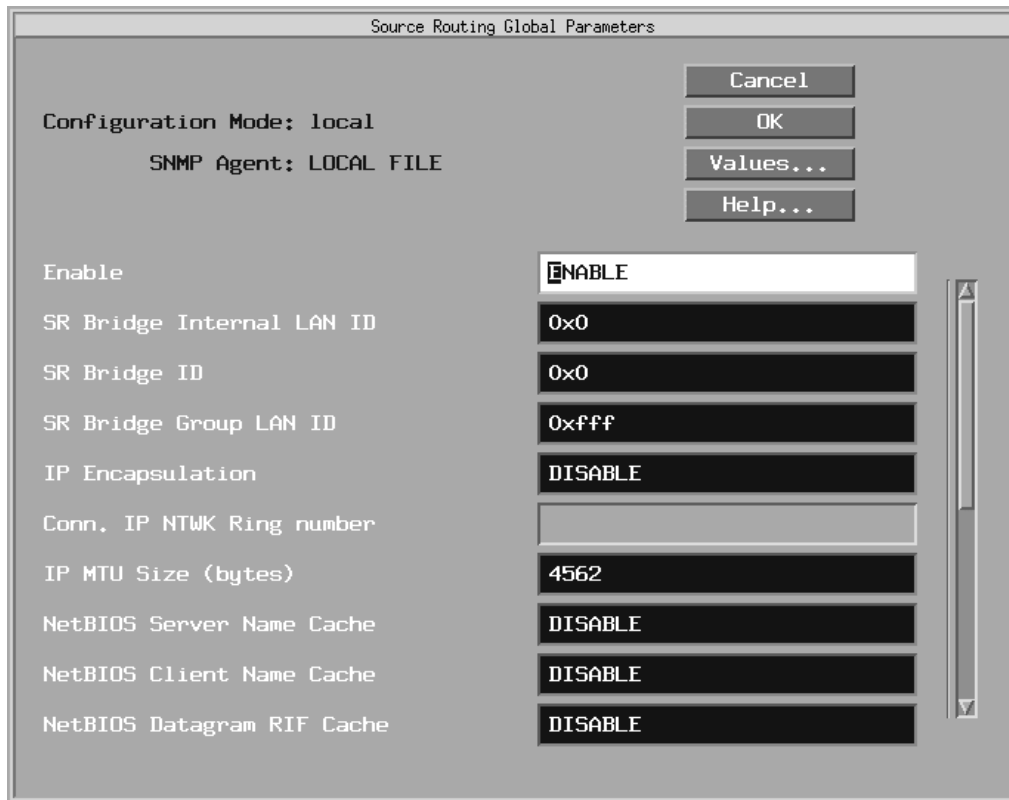 Source Routing Global Parameters
Cancel
Configuration Mode: local
OK
SNMP Agent: LOCAL FILE
Values...
Help...
Enable ENABLE
SR Bridge Internal LAN ID 0x0
SR Bridge ID 0x0
SR Bridge Group LAN ID 0xfff
IP Encapsulation DISABLE
Conn. IP NTWK Ring number
IP MTU Size (bytes) 4562
NetBIOS Server Name Cache DISABLE
NetBIOS Client Name Cache DISABLE
NetBIOS Datagram RIF Cache DISABLE